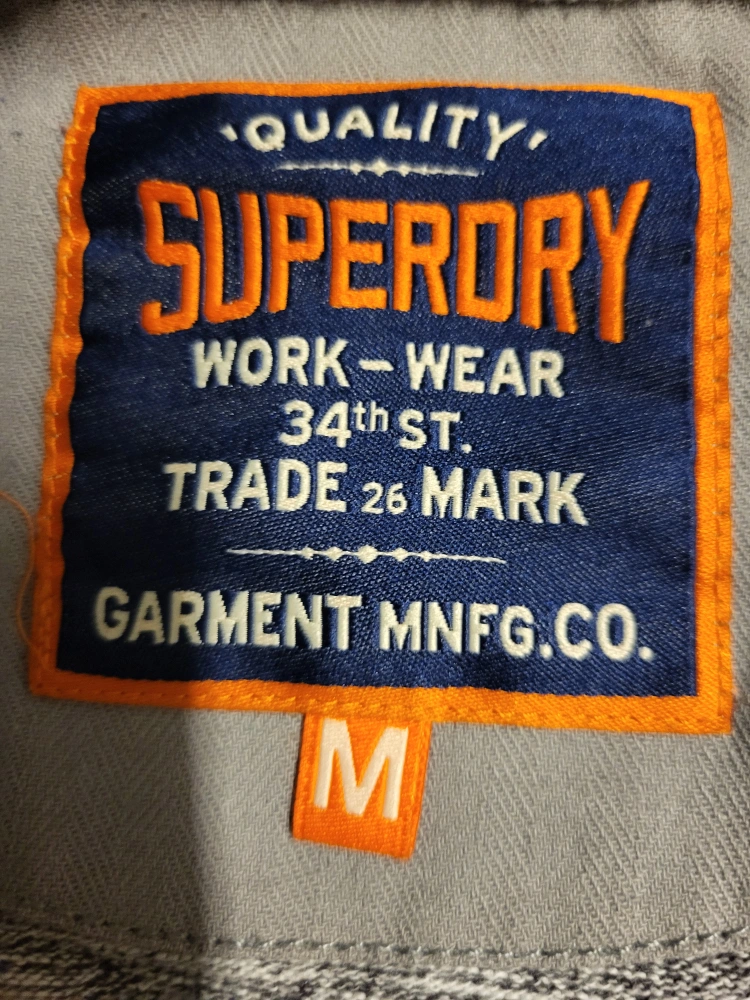 'QUALITY'
SUPERDRY
WORK – WEAR
34th ST.
TRADE 26 MARK
GARMENT MNFG.CO.
M